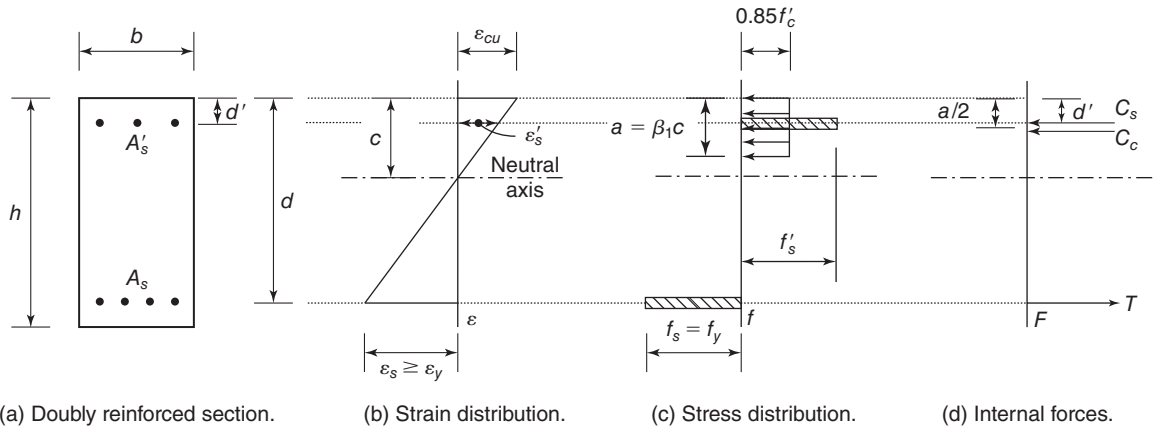 b
d′
A′s
h
As
(a) Doubly reinforced section.
εcu
c
ε′s
Neutral
axis
d
ε
εs ≥ εy
(b) Strain distribution.
0.85f′c
a = β1c
f′s
f
fs = fy
(c) Stress distribution.
a/2
d′
Cs
Cc
T
F
(d) Internal forces.